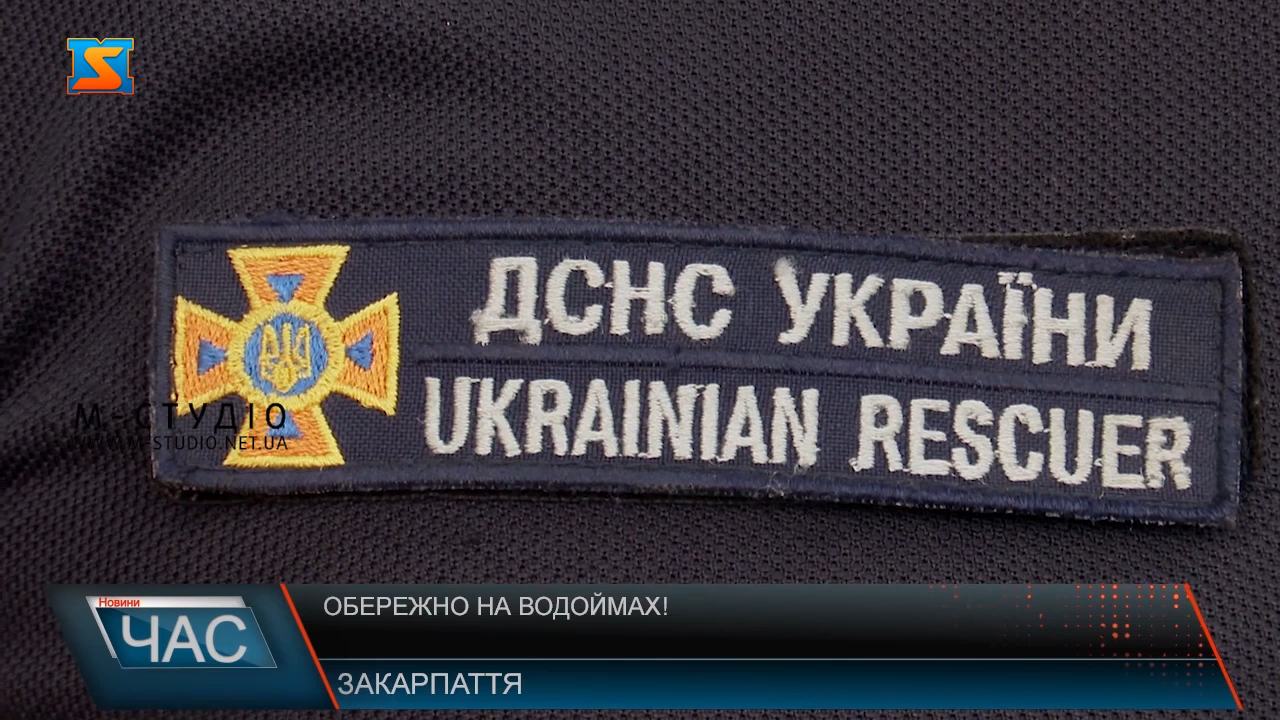 ДСНС УКРАЇНИ
UKRAINIAN RESCUER
М-СТУДІО
WWW.M-STUDIO.NET.UA
Новини
ЧАС
ОБЕРЕЖНО НА ВОДОЙМАХ!
ЗАКАРПАТТЯ